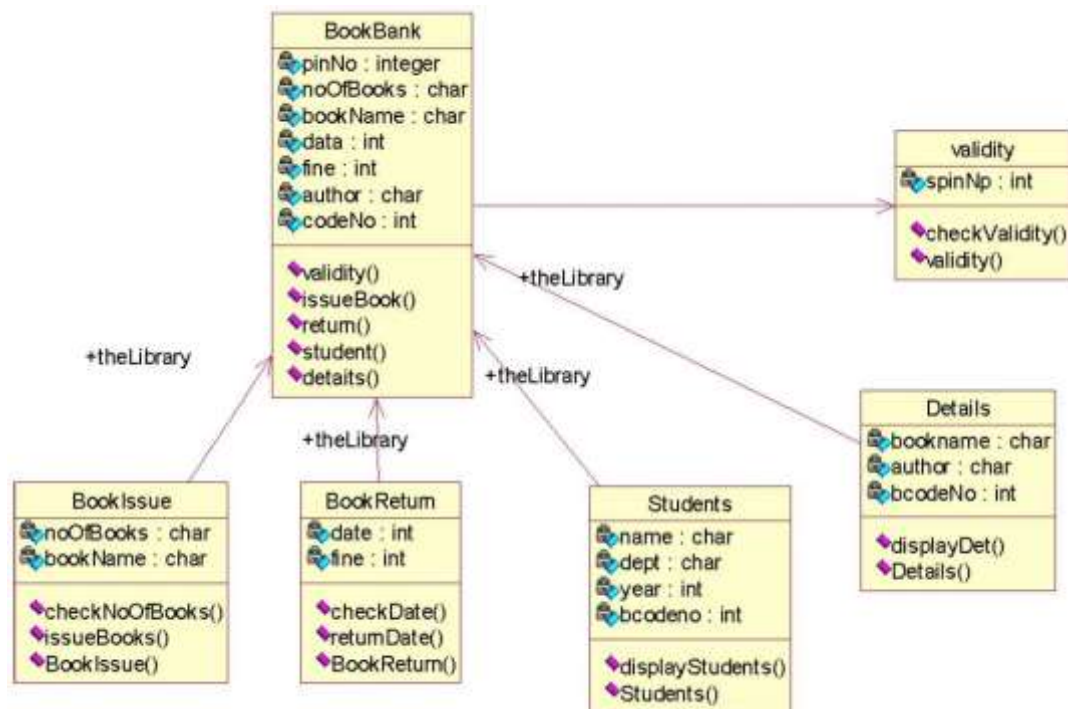 BookBank
pinNo : integer
noOfBooks : char
bookName : char
data : int
fine : int
author : char
codeNo : int
validity()
issueBook()
return()
student()
detaits()
validity
spinNp : int
checkValidity()
validity()
+theLibrary
+theLibrary
+theLibrary
+theLibrary
Details
bookname : char
author : char
bcodeNo : int
displayDet()
Details()
BookIssue
noOfBooks : char
bookName : char
checkNoOfBooks()
issueBooks()
BookIssue()
BookReturn
date : int
fine : int
checkDate()
returnDate()
BookReturn()
Students
name : char
dept : char
year : int
bcodeno : int
displayStudents()
Students()